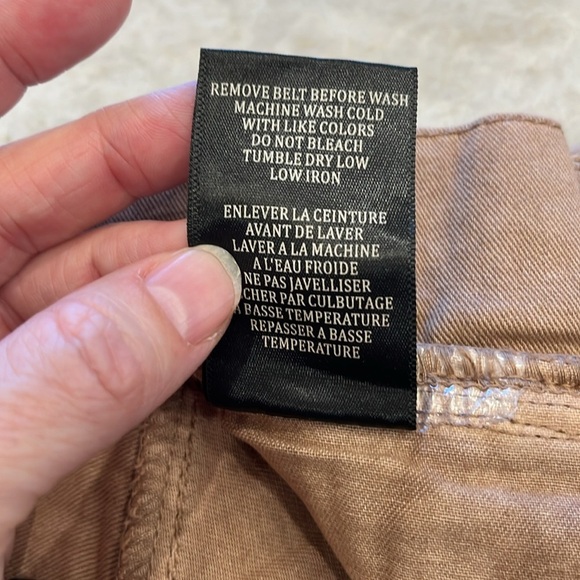 REMOVE BELT BEFORE WASH
MACHINE WASH COLD
WITH LIKE COLORS
DO NOT BLEACH
TUMBLE DRY LOW
LOW IRON
ENLEVER LA CEINTURE
AVANT DE LAVER
LAVER A LA MACHINE
A L'EAU FROIDE
NE PAS JAVELLISER
PAR CULBUTAGE
BASSE TEMPERATURE
REPASSER A BASSE
TEMPERATURE